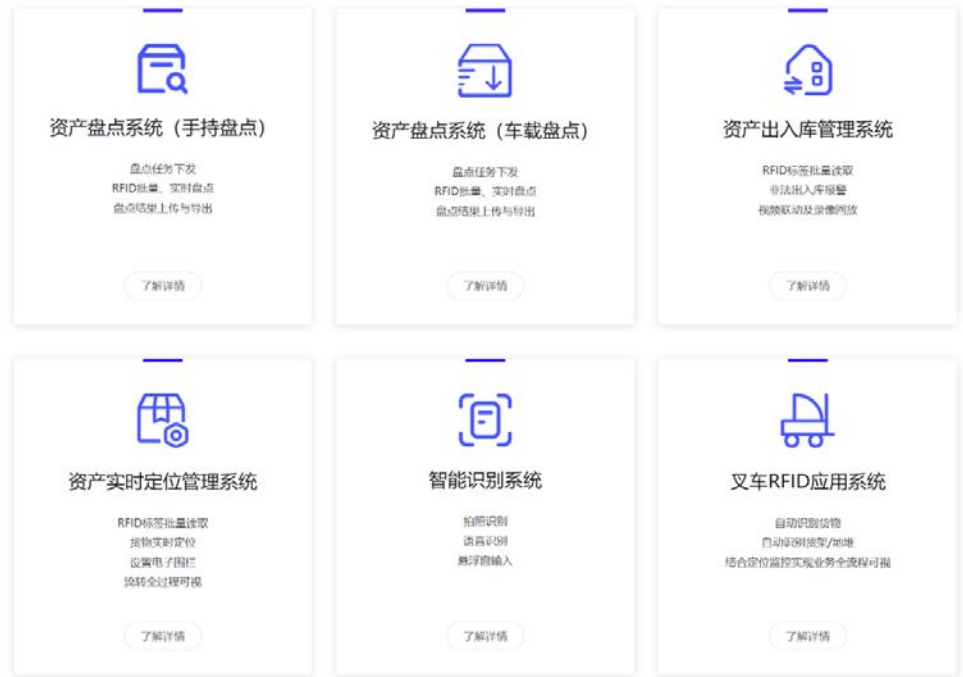 资产盘点系统（手持盘点）
盘点任务下发
RFID批量、实时盘点
盘点结果上传与导出
了解详情
资产盘点系统（车载盘点）
盘点任务下发
RFID批量、实时盘点
盘点结果上传与导出
了解详情
资产出入库管理系统
RFID标签批量读取
非法出入库报警
视频联动及录像回放
了解详情
资产实时定位管理系统
RFID标签批量读取
货物实时定位
设置电子围栏
流转全过程可视
了解详情
智能识别系统
拍照识别
语音识别
悬浮窗输入
了解详情
叉车RFID应用系统
自动识别货物
自动识别货架/地堆
结合定位监控实现业务全流程可视
了解详情